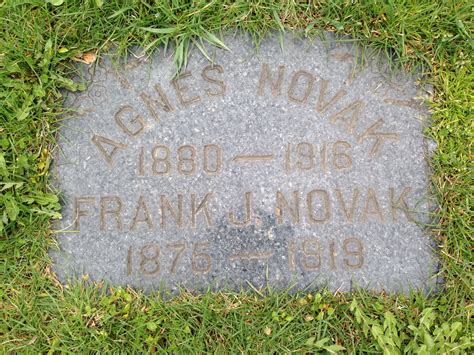 AGNES NOVAK
1880 — 1916
FRANK J. NOVAK
1875 — 1919